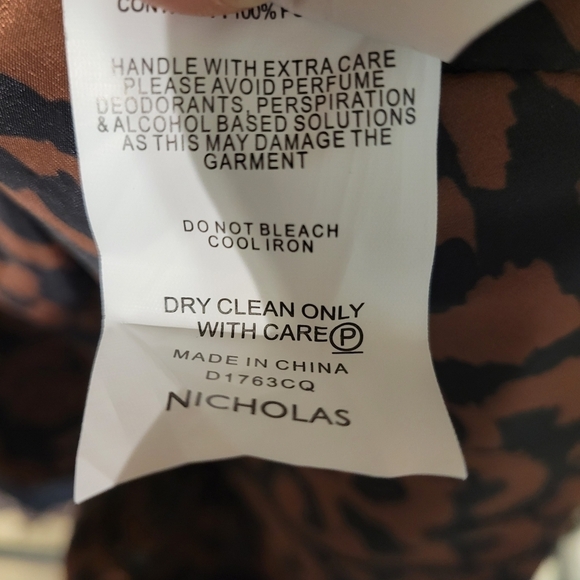 100%
HANDLE WITH EXTRA CARE
PLEASE AVOID PERFUME
DEODORANTS, PERSPIRATION
& ALCOHOL BASED SOLUTIONS
AS THIS MAY DAMAGE THE
GARMENT
DO NOT BLEACH
COOL IRON
DRY CLEAN ONLY
WITH CARE P
MADE IN CHINA
D1763CQ
NICHOLAS